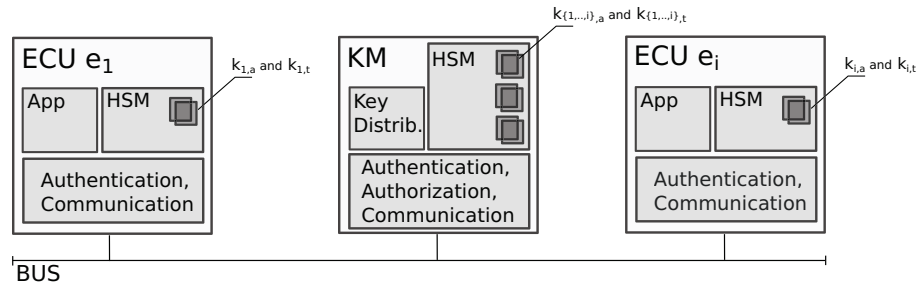 k{1,..,i},a and k{1,..,i},t
ECU e1
k1,a and k1,t
App
HSM
Authentication,
Communication
KM
HSM
Key
Distrib.
Authentication,
Authorization,
Communication
ECU ei
ki,a and ki,t
App
HSM
Authentication,
Communication
BUS